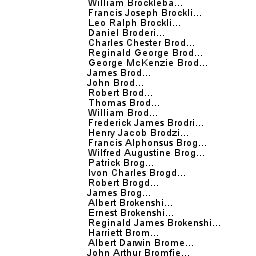 William Brockleba...
Francis Joseph Brockli...
Leo Ralph Brockli...
Daniel Broderi...
Charles Chester Brod...
Reginald George Brod...
George McKenzie Brod...
James Brod...
John Brod...
Robert Brod...
Thomas Brod...
William Brod...
Frederick James Brodri...
Henry Jacob Brodzi...
Francis Alphonsus Brog...
Wilfred Augustine Brog...
Patrick Brog...
Ivon Charles Brogd...
Robert Brogd...
James Brog...
Albert Brokenshi...
Ernest Brokenshi...
Reginald James Brokenshi...
Harriett Brom...
Albert Darwin Brome...
John Arthur Bromfie...